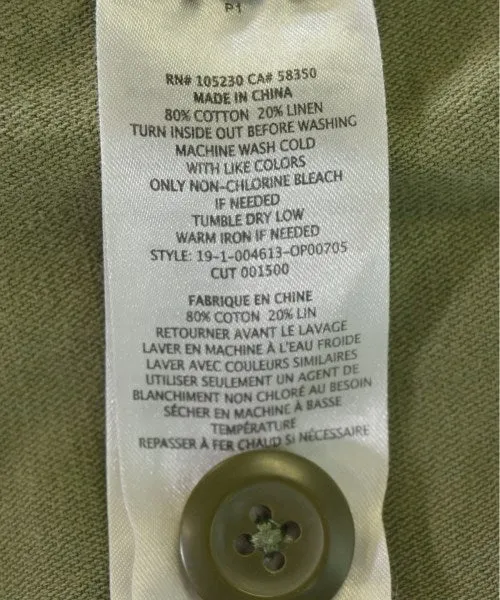 P1
RN# 105230 CA# 58350
MADE IN CHINA
80% COTTON 20% LINEN
TURN INSIDE OUT BEFORE WASHING
MACHINE WASH COLD
WITH LIKE COLORS
ONLY NON-CHLORINE BLEACH
IF NEEDED
TUMBLE DRY LOW
WARM IRON IF NEEDED
STYLE: 19-1-004613-OP00705
CUT 001500
FABRIQUE EN CHINE
80% COTON 20% LIN
RETOURNER AVANT LE LAVAGE
LAVER EN MACHINE À L'EAU FROIDE
LAVER AVEC COULEURS SIMILAIRES
UTILISER SEULEMENT UN AGENT DE
BLANCHIMENT NON CHLORÉ AU BESOIN
SÉCHER EN MACHINE À BASSE
TEMPÉRATURE
REPASSER À FER CHAUD SI NÉCESSAIRE